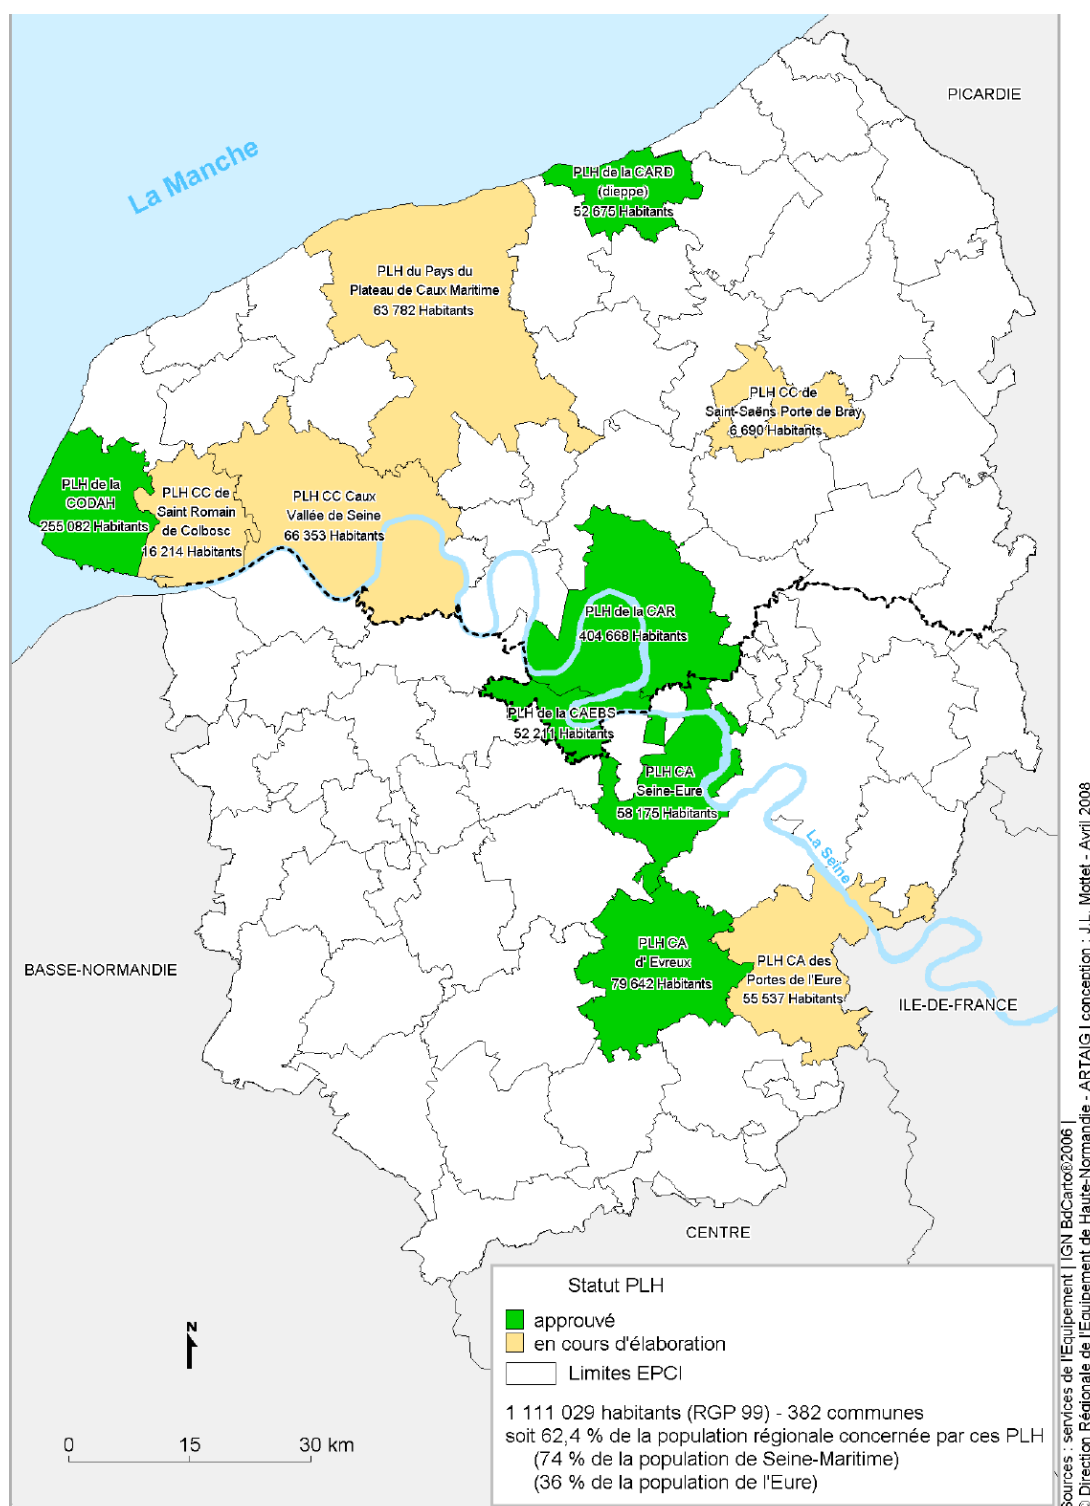 PICARDIE
La Manche
PLH de la CARD
(dieppe)
52 675 Habitants
PLH du Pays du
Plateau de Caux Maritime
63 782 Habitants
PLH CC de
Saint-Saëns Porte de Bray
6 690 Habitants
PLH de la
CODAH
255 082 Habitants
PLH CC de
Saint Romain
de Colbosc
16 214 Habitants
PLH CC Caux
Vallée de Seine
66 353 Habitants
PLH de la CAR
404 668 Habitants
PLH de la CAEBS
52 211 Habitants
PLH CA
Seine-Eure
58 175 Habitants
La Seine
PLH CA
d' Evreux
79 642 Habitants
PLH CA des
Portes de l'Eure
55 537 Habitants
BASSE-NORMANDIE
ILE-DE-FRANCE
CENTRE
Statut PLH
approuvé
en cours d'élaboration
Limites EPCI
1 111 029 habitants (RGP 99) - 382 communes
soit 62,4 % de la population régionale concernée par ces PLH
(74 % de la population de Seine-Maritime)
(36 % de la population de l'Eure)
N
0 15 30 km
Sources : services de l'Equipement | IGN BdCarto®2006 |
© Direction Régionale de l'Equipement de Haute-Normandie - ARTAIG | conception : J.L. Mottet - Avril 2008